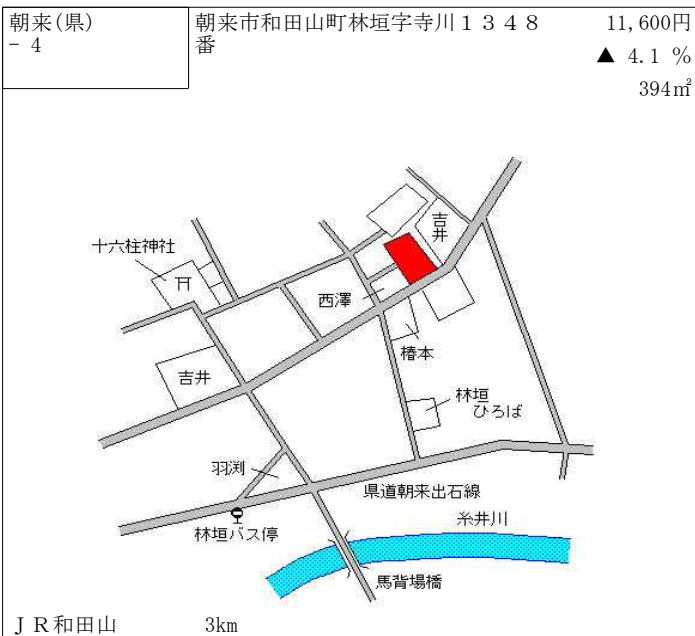 朝来(県)
- 4
朝来市和田山町林垣字寺川１３４８
番
11,600円
▲ 4.1 %
394㎡
十六柱神社
吉井
西澤
椿本
吉井
林垣
ひろば
羽渕
県道朝来出石線
林垣バス停
糸井川
馬背場橋
ＪＲ和田山 3km